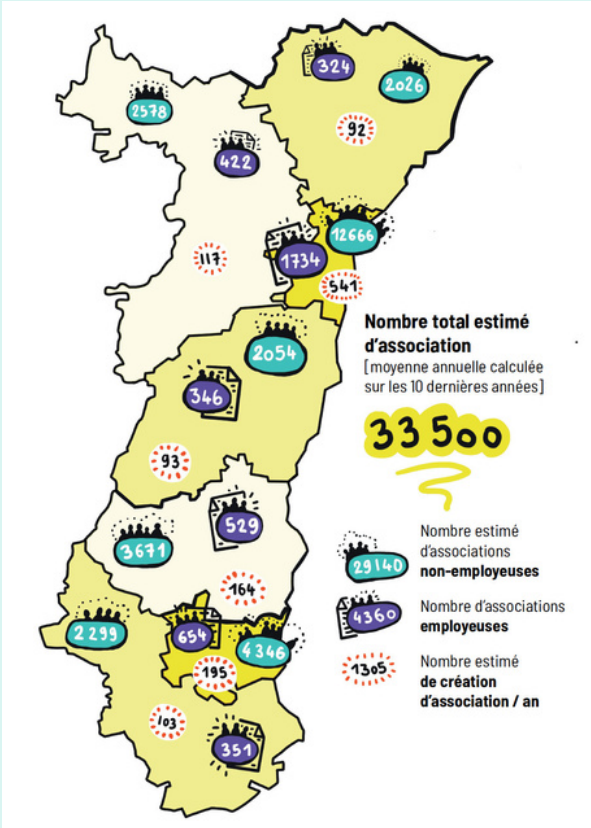 324
2026
2578
92
422
12666
1734
117
541
Nombre total estimé
d'association
[moyenne annuelle calculée
sur les 10 dernières années]
33500
2054
346
93
529
3671
164
Nombre estimé
d'associations
non-employeuses
29140
Nombre d'associations
employeuses
4360
Nombre estimé
de création
d'association / an
1305
2299
654
4346
195
103
351